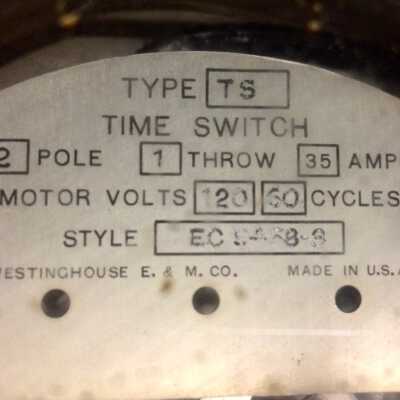 TYPE TS
TIME SWITCH
2 POLE 1 THROW 35 AMP
MOTOR VOLTS 120 60 CYCLES
STYLE
WESTINGHOUSE E. & M. CO. MADE IN U.S.A